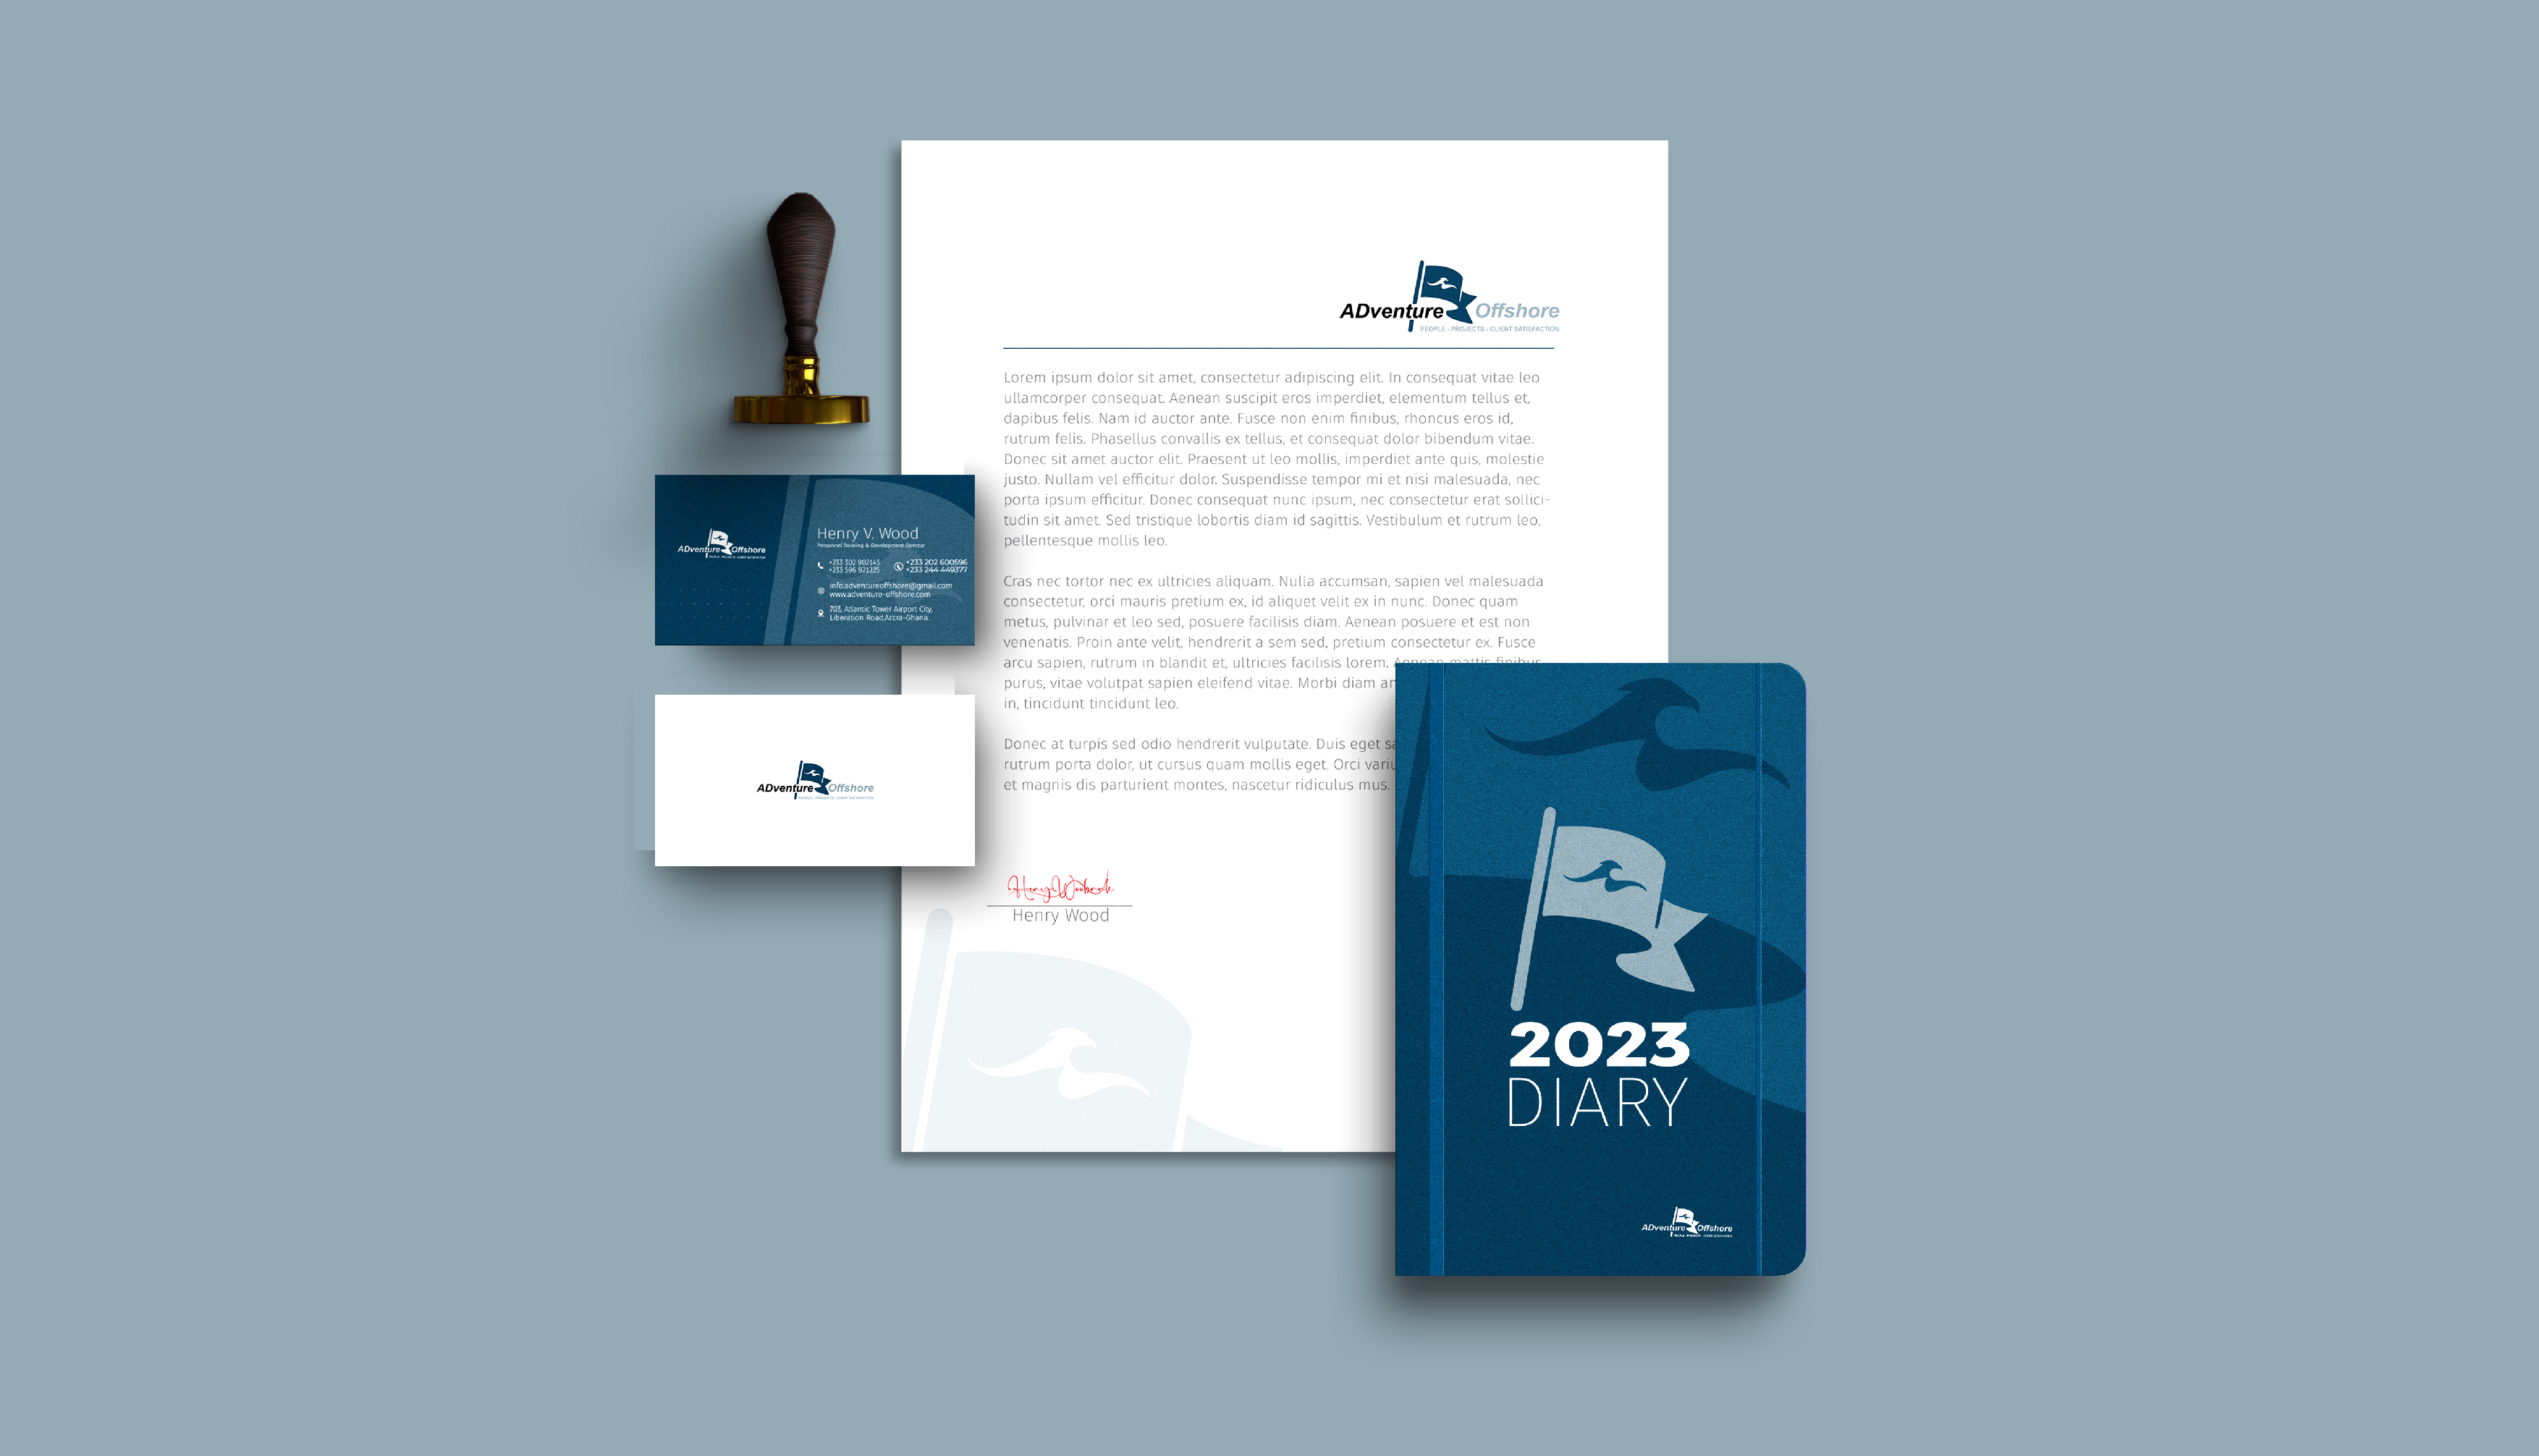 ADventure Offshore
PEOPLE - PROJECTS - CLIENT SATISFACTION
Lorem ipsum dolor sit amet, consectetur adipiscing elit. In consequat vitae leo
ullamcorper consequat. Aenean suscipit eros imperdiet, elementum tellus et,
dapibus felis. Nam id auctor ante. Fusce non enim finibus, rhoncus eros id,
rutrum felis. Phasellus convallis ex tellus, et consequat dolor bibendum vitae.
Donec sit amet auctor elit. Praesent ut leo mollis, imperdiet ante quis, molestie
justo. Nullam vel efficitur dolor. Suspendisse tempor mi et nisi malesuada, nec
porta ipsum efficitur. Donec consequat nunc ipsum, nec consectetur erat sollici-
tudin sit amet. Sed tristique lobortis diam id sagittis. Vestibulum et rutrum leo,
pellentesque mollis leo.
Cras nec tortor nec ex ultricies aliquam. Nulla accumsan, sapien vel malesuada
consectetur, orci mauris pretium ex, id aliquet velit ex in nunc. Donec quam
metus, pulvinar et leo sed, posuere facilisis diam. Aenean posuere et est non
venenatis. Proin ante velit, hendrerit a sem sed, pretium consectetur ex. Fusce
arcu sapien, rutrum in blandit et, ultricies facilisis lorem. Aenean mattis finibus
purus, vitae volutpat sapien eleifend vitae. Morbi diam
in, tincidunt tincidunt leo.
Donec at turpis sed odio hendrerit vulputate. Duis eget
rutrum porta dolor, ut cursus quam mollis eget. Orci
et magnis dis parturient montes, nascetur ridiculus mus.
Henry Wood
ADventure Offshore
Henry V. Wood
Personnel Training & Development Director
+233 302 902145 +233 202 600596
+233 596 921225 +233 244 449377
info.adventureoffshore@gmail.com
www.adventure-offshore.com
703, Atlantic Tower Airport City,
Liberation Road,Accra-Ghana.
ADventure Offshore
PEOPLE - PROJECTS - CLIENT SATISFACTION
2023
DIARY
ADventure Offshore